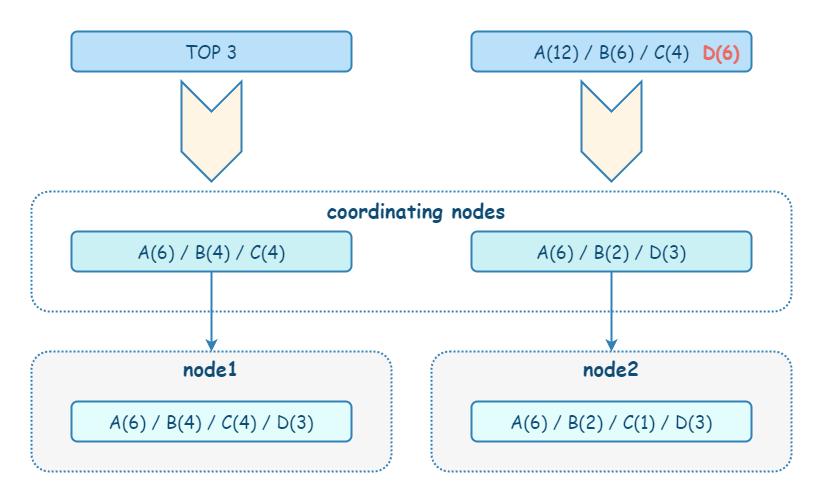 TOP 3
A(12) / B(6) / C(4) D(6)
coordinating nodes
A(6) / B(4) / C(4)
A(6) / B(2) / D(3)
node1
node2
A(6) / B(4) / C(4) / D(3)
A(6) / B(2) / C(1) / D(3)